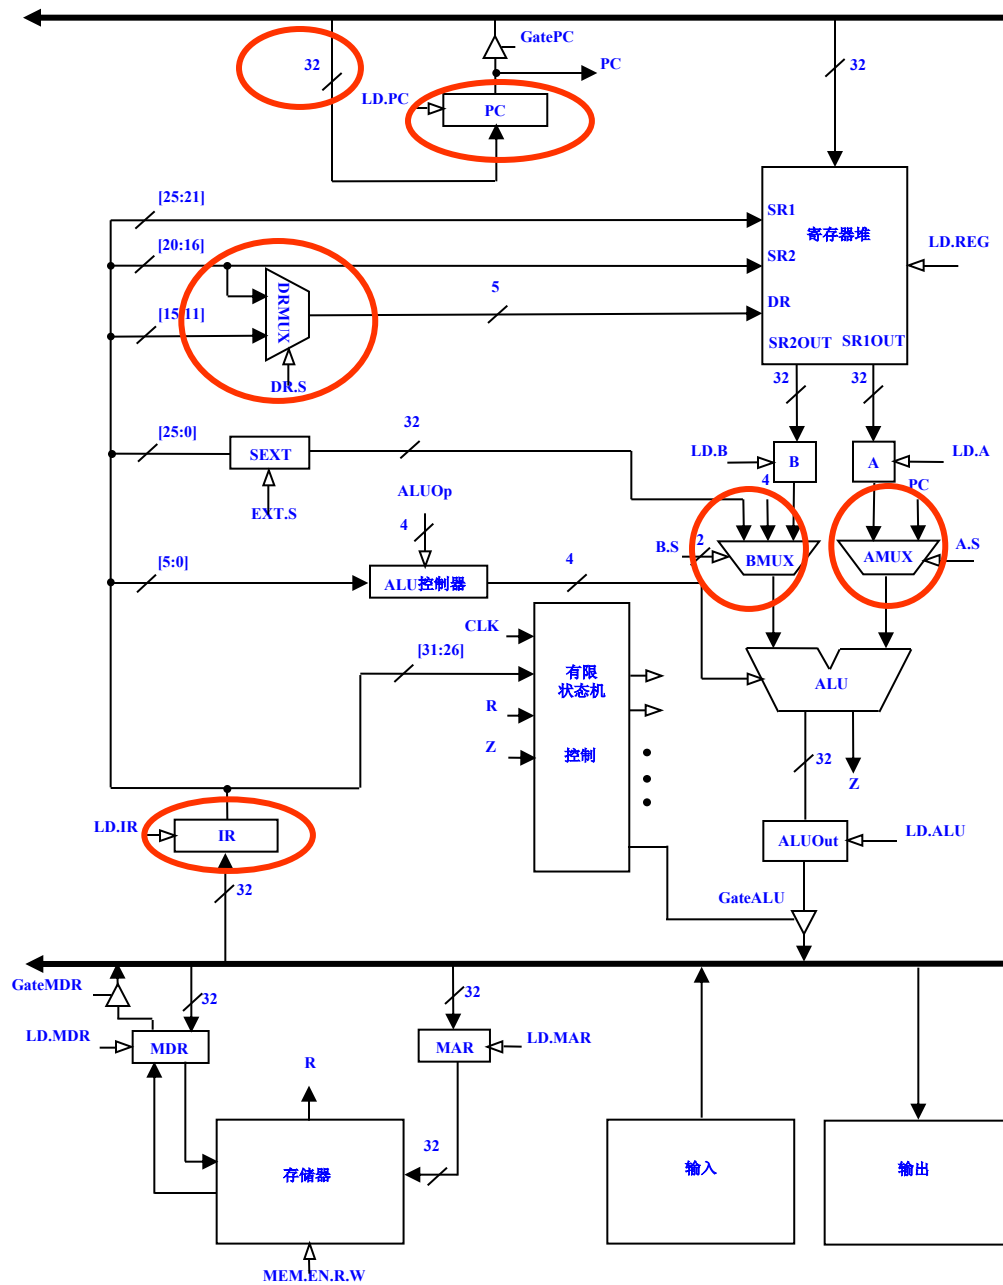 GatePC
32
PC
32
LD.PC
PC
[25:21]
SR1
寄存器堆
[20:16]
SR2
LD.REG
DRMUX
5
DR
[15:11]
SR2OUT
SR1OUT
DR.S
32
32
[25:0]
32
SEXT
LD.B
B
A
LD.A
ALUOp
4
PC
EXT.S
4
B.S
2
BMUX
AMUX
A.S
[5:0]
ALU控制器
4
CLK
[31:26]
有限
状态机
ALU
R
Z
控制
32
Z
LD.IR
IR
ALUOut
LD.ALU
32
GateALU
GateMDR
32
32
LD.MDR
MDR
MAR
LD.MAR
R
32
存储器
输入
输出
MEM.EN.R.W